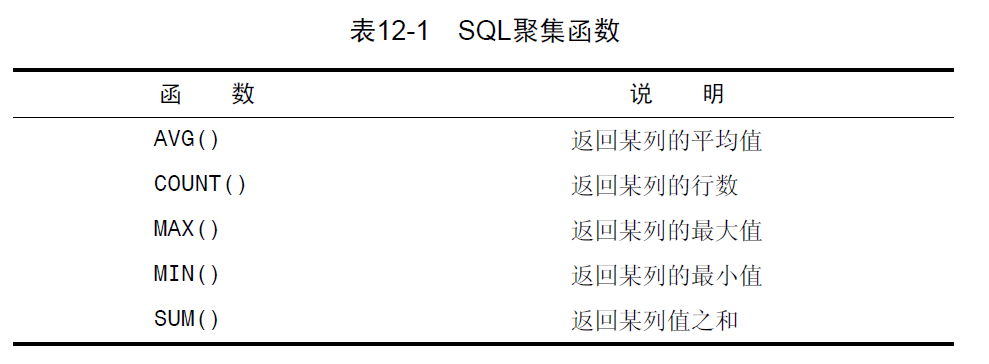 表12-1 SQL聚集函数
函 数 说 明
AVG() 返回某列的平均值
COUNT() 返回某列的行数
MAX() 返回某列的最大值
MIN() 返回某列的最小值
SUM() 返回某列值之和